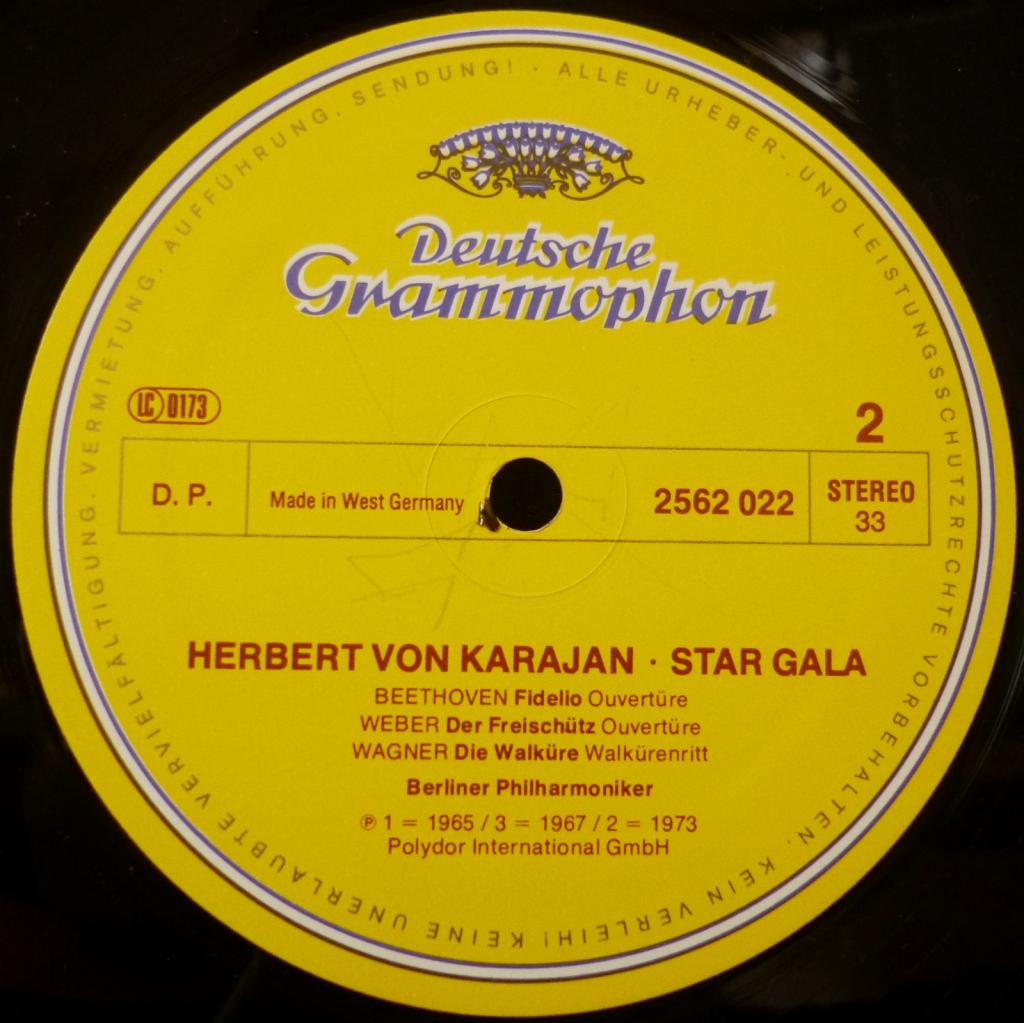 ALLE URHEBER- UND LEISTUNGSSCHUTZRECHTE VORBEHALTEN. KEIN VERLEIH! KEINE UNERLAUBTE VERVIELFÄLTIGUNG, VERMIETUNG, AUFFÜHRUNG, SENDUNG! ·
Deutsche
Grammophon
LC 0173
2
D. P.
Made in West Germany
2562 022
STEREO
33
HERBERT VON KARAJAN · STAR GALA
BEETHOVEN Fidelio Ouvertüre
WEBER Der Freischütz Ouvertüre
WAGNER Die Walküre Walkürenritt
Berliner Philharmoniker
℗ 1 = 1965 / 3 = 1967 / 2 = 1973
Polydor International GmbH